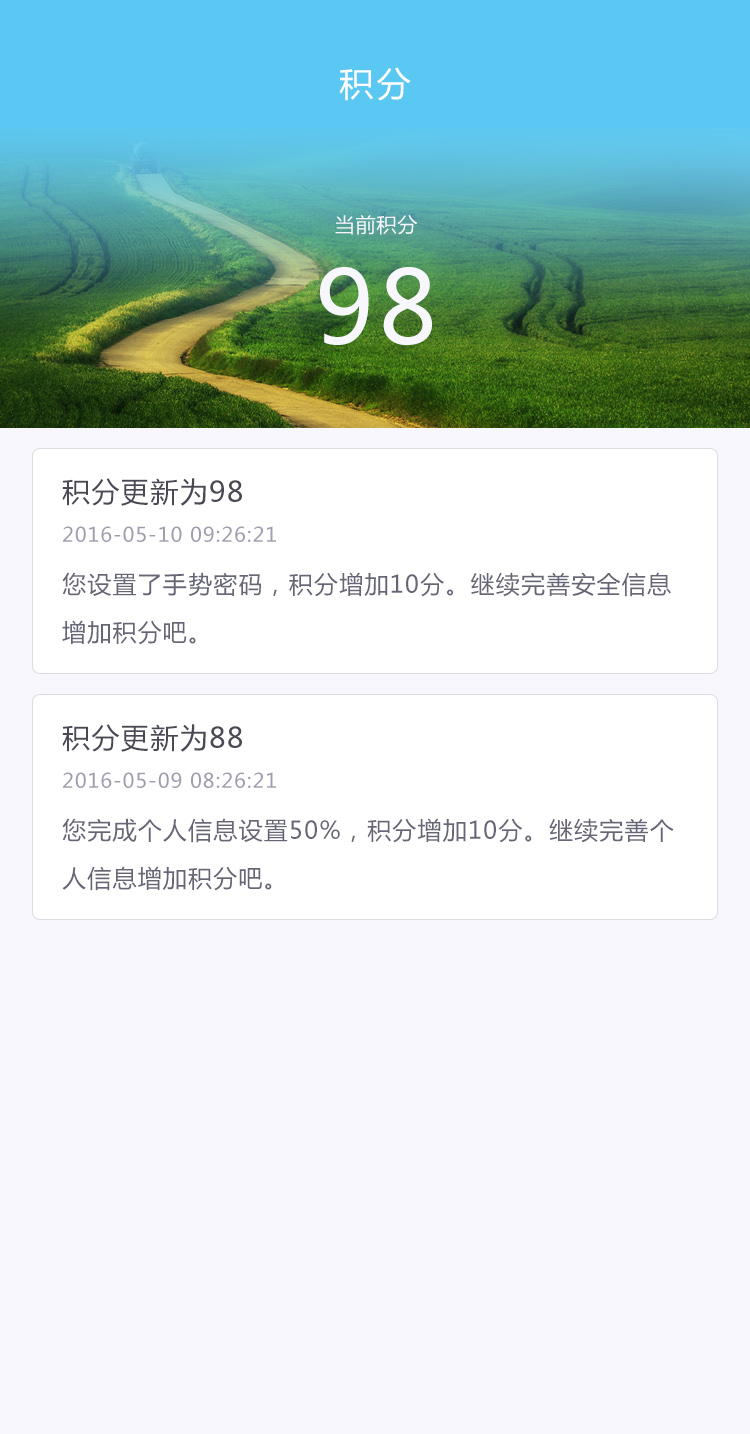 积分
当前积分
98
积分更新为98
2016-05-10 09:26:21
您设置了手势密码，积分增加10分。继续完善安全信息
增加积分吧。
积分更新为88
2016-05-09 08:26:21
您完成个人信息设置50%，积分增加10分。继续完善个
人信息增加积分吧。